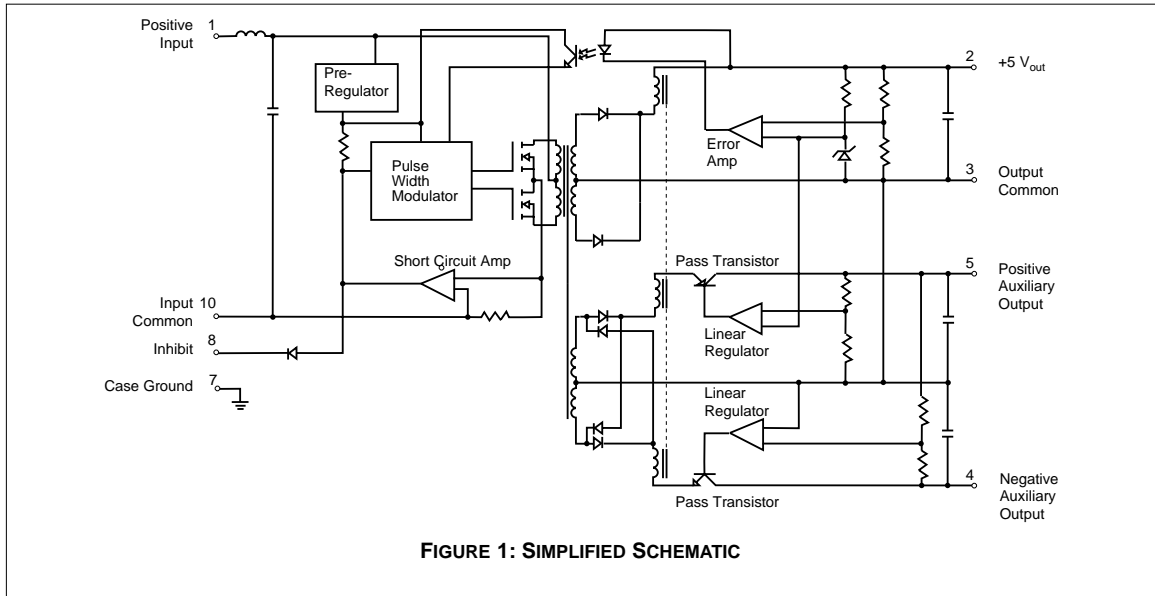 Positive
Input
1
Pre-
Regulator
Pulse
Width
Modulator
Error
Amp
2
+5 Vout
3
Output
Common
Short Circuit Amp
Pass Transistor
5
Positive
Auxiliary
Output
Input
Common
10
Linear
Regulator
Inhibit
8
Case Ground
7
Linear
Regulator
Pass Transistor
4
Negative
Auxiliary
Output
FIGURE 1: SIMPLIFIED SCHEMATIC